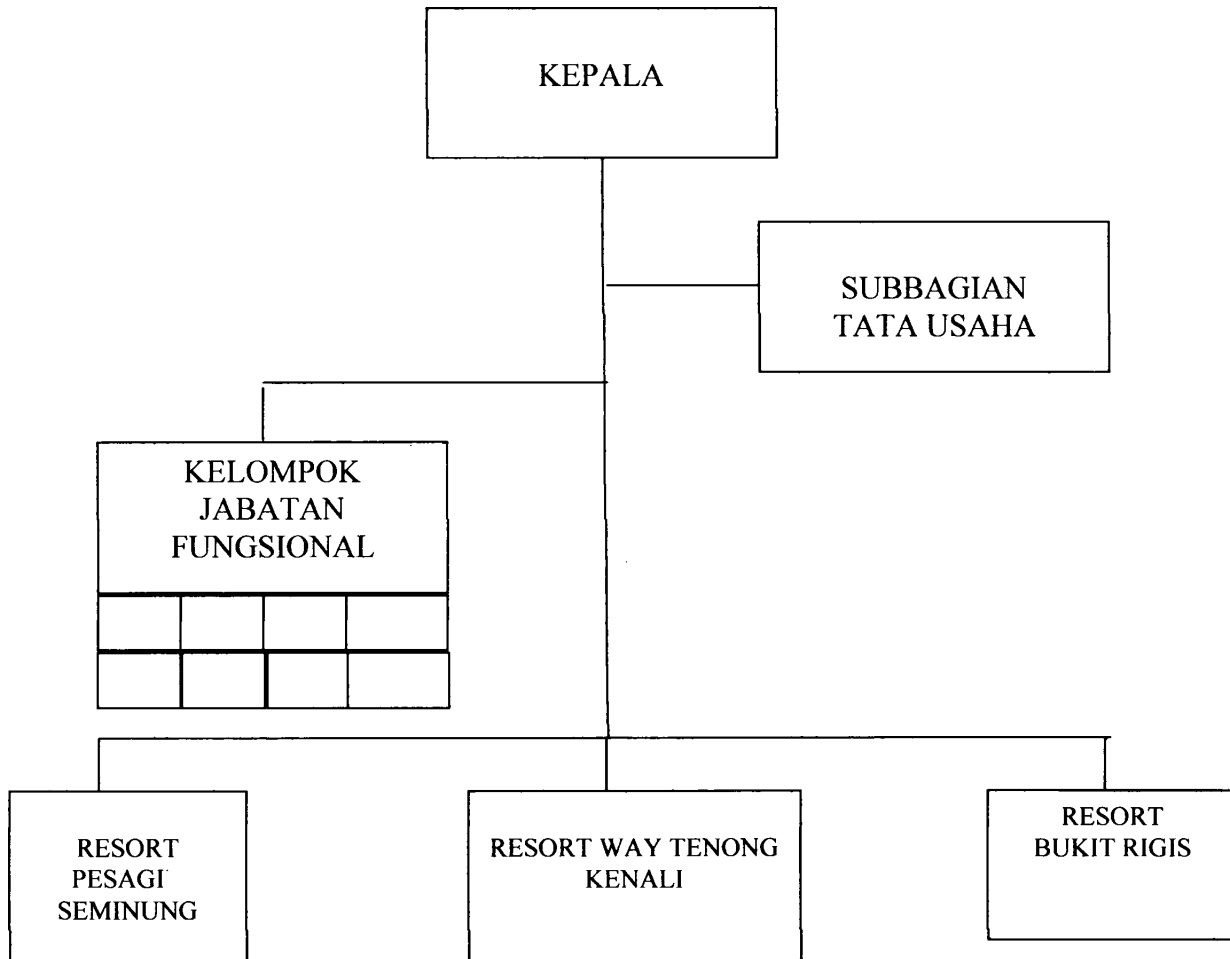 KEPALA
SUBBAGIAN
TATA USAHA
KELOMPOK
JABATAN
FUNGSIONAL
RESORT
PESAGI
SEMINUNG
RESORT WAY TENONG
KENALI
RESORT
BUKIT RIGIS